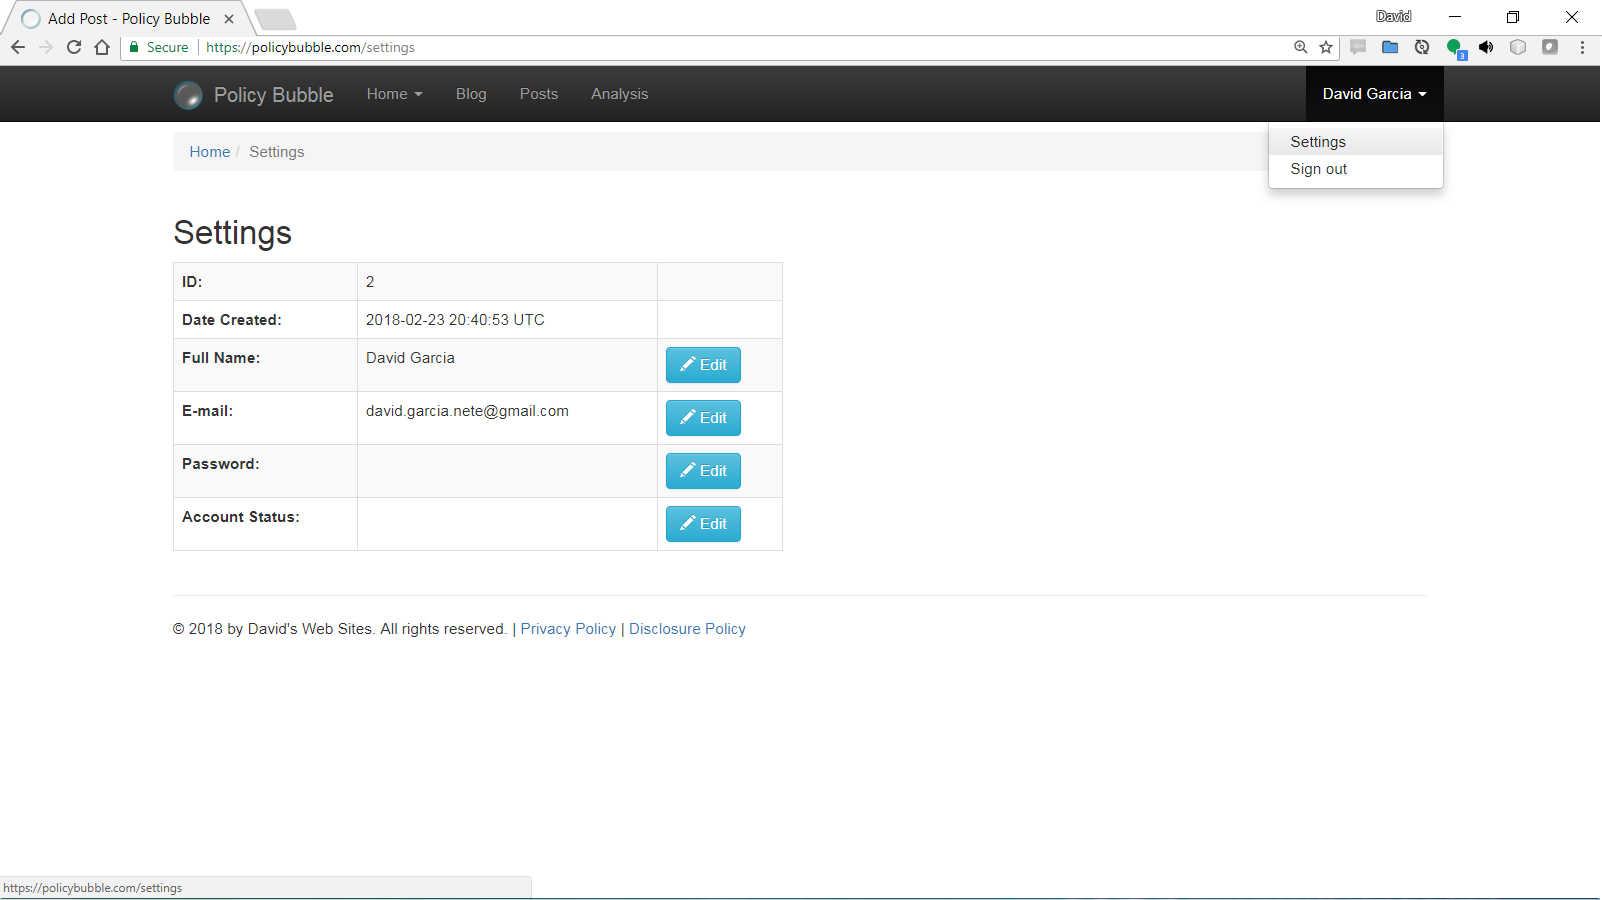 Add Post - Policy Bubble
David
Secure https://policybubble.com/settings
3
Policy Bubble Home Blog Posts Analysis David Garcia
Home / Settings
Settings
Sign out
Settings
ID: 2
Date Created: 2018-02-23 20:40:53 UTC
Full Name: David Garcia Edit
E-mail: david.garcia.nete@gmail.com Edit
Password: Edit
Account Status: Edit
© 2018 by David's Web Sites. All rights reserved. | Privacy Policy | Disclosure Policy
https://policybubble.com/settings